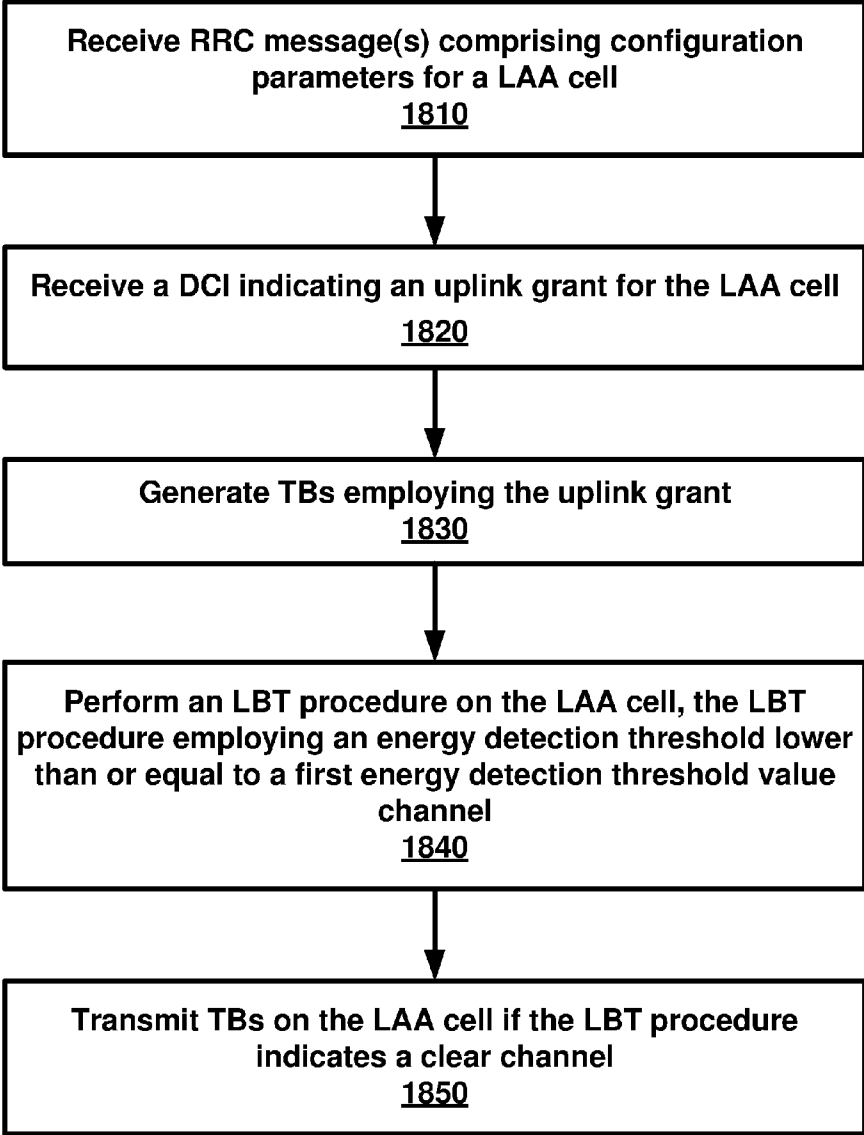 Receive RRC message(s) comprising configuration
parameters for a LAA cell
1810
Receive a DCI indicating an uplink grant for the LAA cell
1820
Generate TBs employing the uplink grant
1830
Perform an LBT procedure on the LAA cell, the LBT
procedure employing an energy detection threshold lower
than or equal to a first energy detection threshold value
channel
1840
Transmit TBs on the LAA cell if the LBT procedure
indicates a clear channel
1850